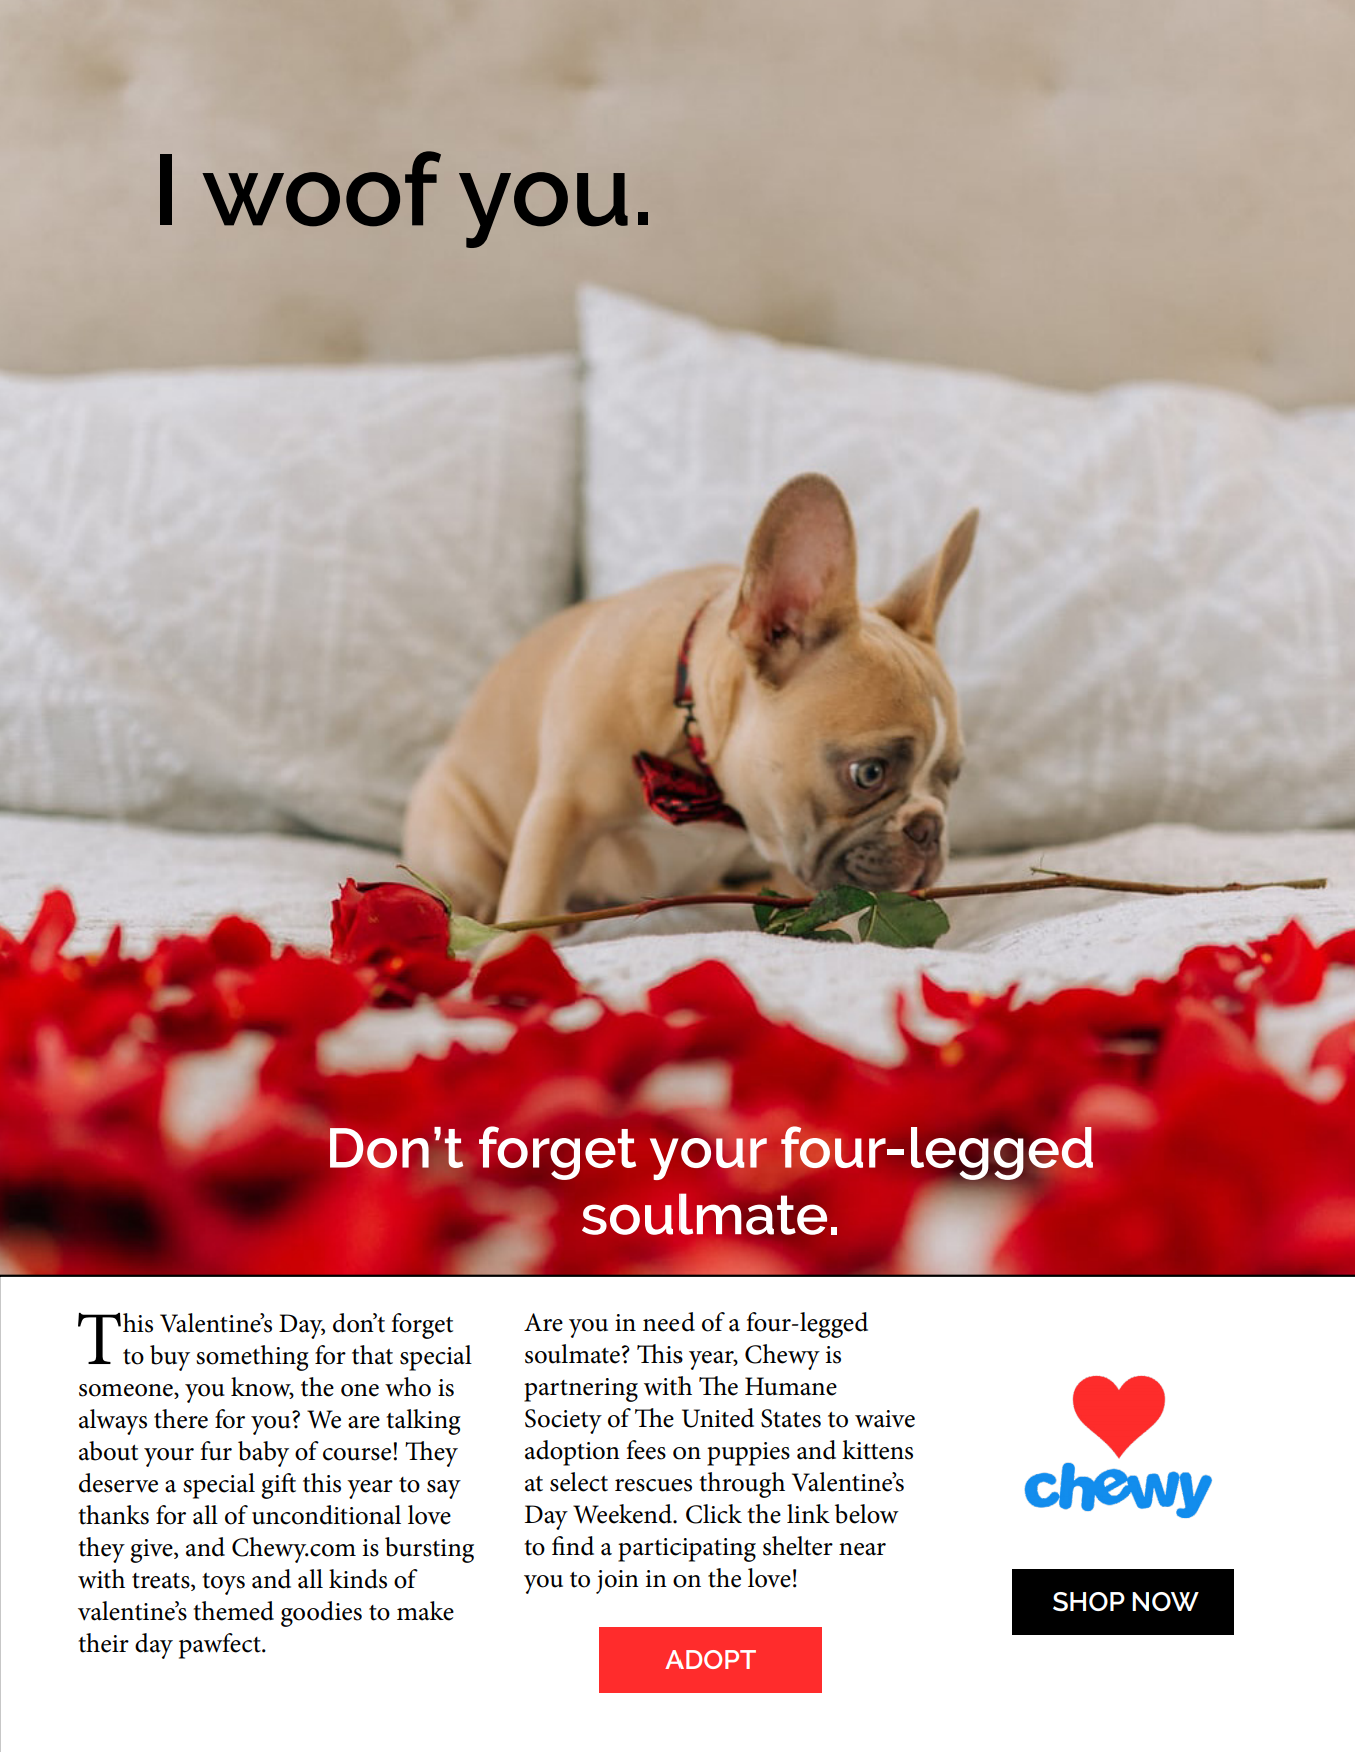 I woof you.
Don’t forget your four-legged
soulmate.
This Valentine’s Day, don’t forget
to buy something for that special
someone, you know, the one who is
always there for you? We are talking
about your fur baby of course! They
deserve a special gift this year to say
thanks for all of unconditional love
they give, and Chewy.com is bursting
with treats, toys and all kinds of
valentine’s themed goodies to make
their day pawfect.
Are you in need of a four-legged
soulmate? This year, Chewy is
partnering with The Humane
Society of The United States to waive
adoption fees on puppies and kittens
at select rescues through Valentine’s
Day Weekend. Click the link below
to find a participating shelter near
you to join in on the love!
ADOPT
chewy
SHOP NOW